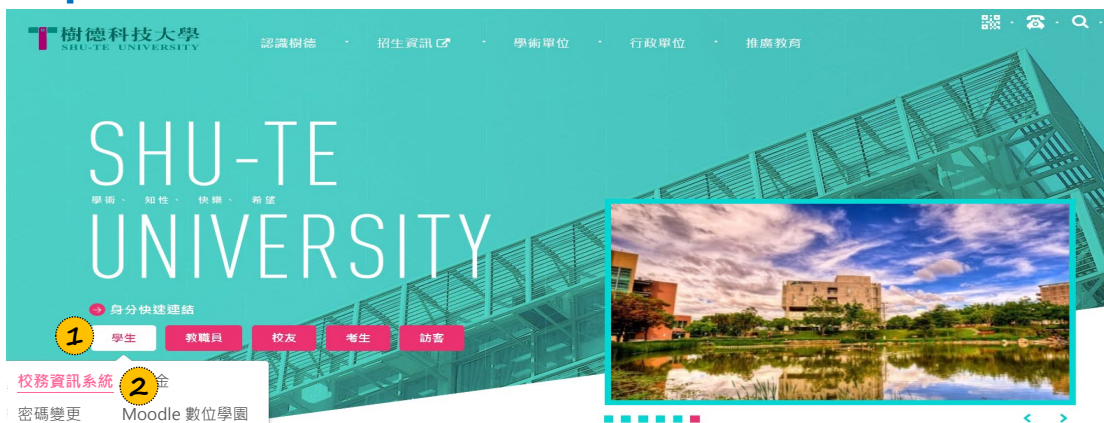 樹德科技大學
SHU-TE UNIVERSITY
認識樹德 · 招生資訊 · 學術單位 · 行政單位 · 推廣教育
SHU-TE
學術、 知性、 快樂、 希望
UNIVERSITY
身分快速連結
1 學生 教職員 校友 考生 訪客
校務資訊系統 2 金
密碼變更 Moodle 數位學園